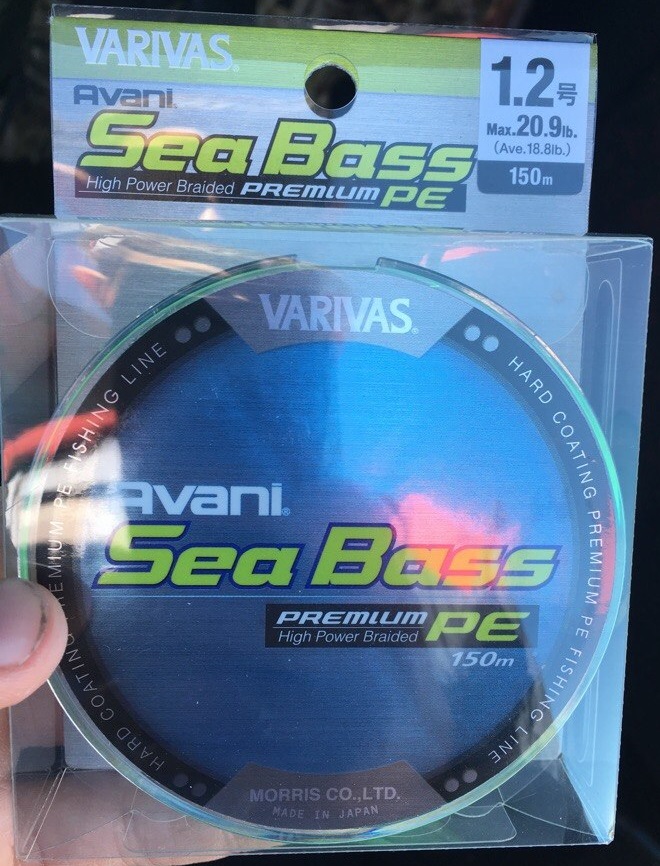 VARIVAS®
Avani®
Sea Bass
High Power Braided PREMIUM PE
1.2号
Max.20.9lb.
(Ave.18.8lb.)
150m
VARIVAS®
HARD COATING PREMIUM PE FISHING LINE
HARD COATING PREMIUM PE FISHING LINE
Avani®
Sea Bass
PREMIUM PE
High Power Braided
150m
MORRIS CO.,LTD.
MADE IN JAPAN